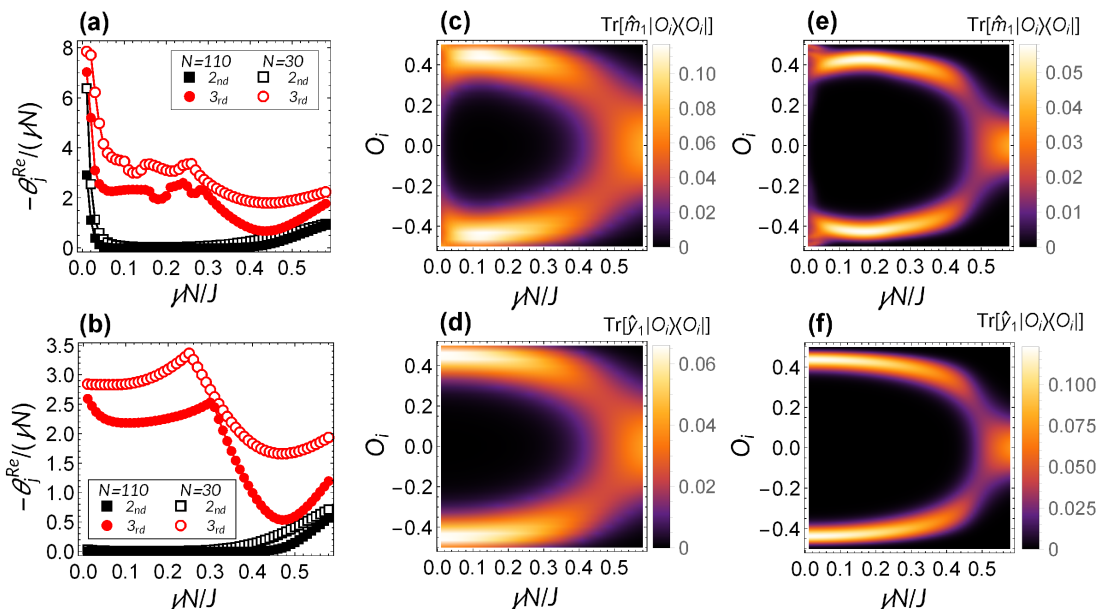 (a)
8
6
4
2
0
0.0 0.1 0.2 0.3 0.4 0.5
γN/J
N=110 N=30
2nd 2nd
3rd 3rd
(b)
3.5
3.0
2.5
2.0
1.5
1.0
0.5
0.0
0.0 0.1 0.2 0.3 0.4 0.5
γN/J
N=110 N=30
2nd 2nd
3rd 3rd
(c)
Tr[m̂₁|Oᵢ⟩⟨Oᵢ|]
Oᵢ
0.4
0.2
0.0
−0.2
−0.4
0.0 0.1 0.2 0.3 0.4 0.5
γN/J
0.10
0.08
0.06
0.04
0.02
0
(d)
Tr[ŷ₁|Oᵢ⟩⟨Oᵢ|]
Oᵢ
0.4
0.2
0.0
−0.2
−0.4
0.0 0.1 0.2 0.3 0.4 0.5
γN/J
0.06
0.04
0.02
0
(e)
Tr[m̂₁|Oᵢ⟩⟨Oᵢ|]
Oᵢ
0.4
0.2
0.0
−0.2
−0.4
0.0 0.1 0.2 0.3 0.4 0.5
γN/J
0.05
0.04
0.03
0.02
0.01
0
(f)
Tr[ŷ₁|Oᵢ⟩⟨Oᵢ|]
Oᵢ
0.4
0.2
0.0
−0.2
−0.4
0.0 0.1 0.2 0.3 0.4 0.5
γN/J
0.100
0.075
0.050
0.025
0